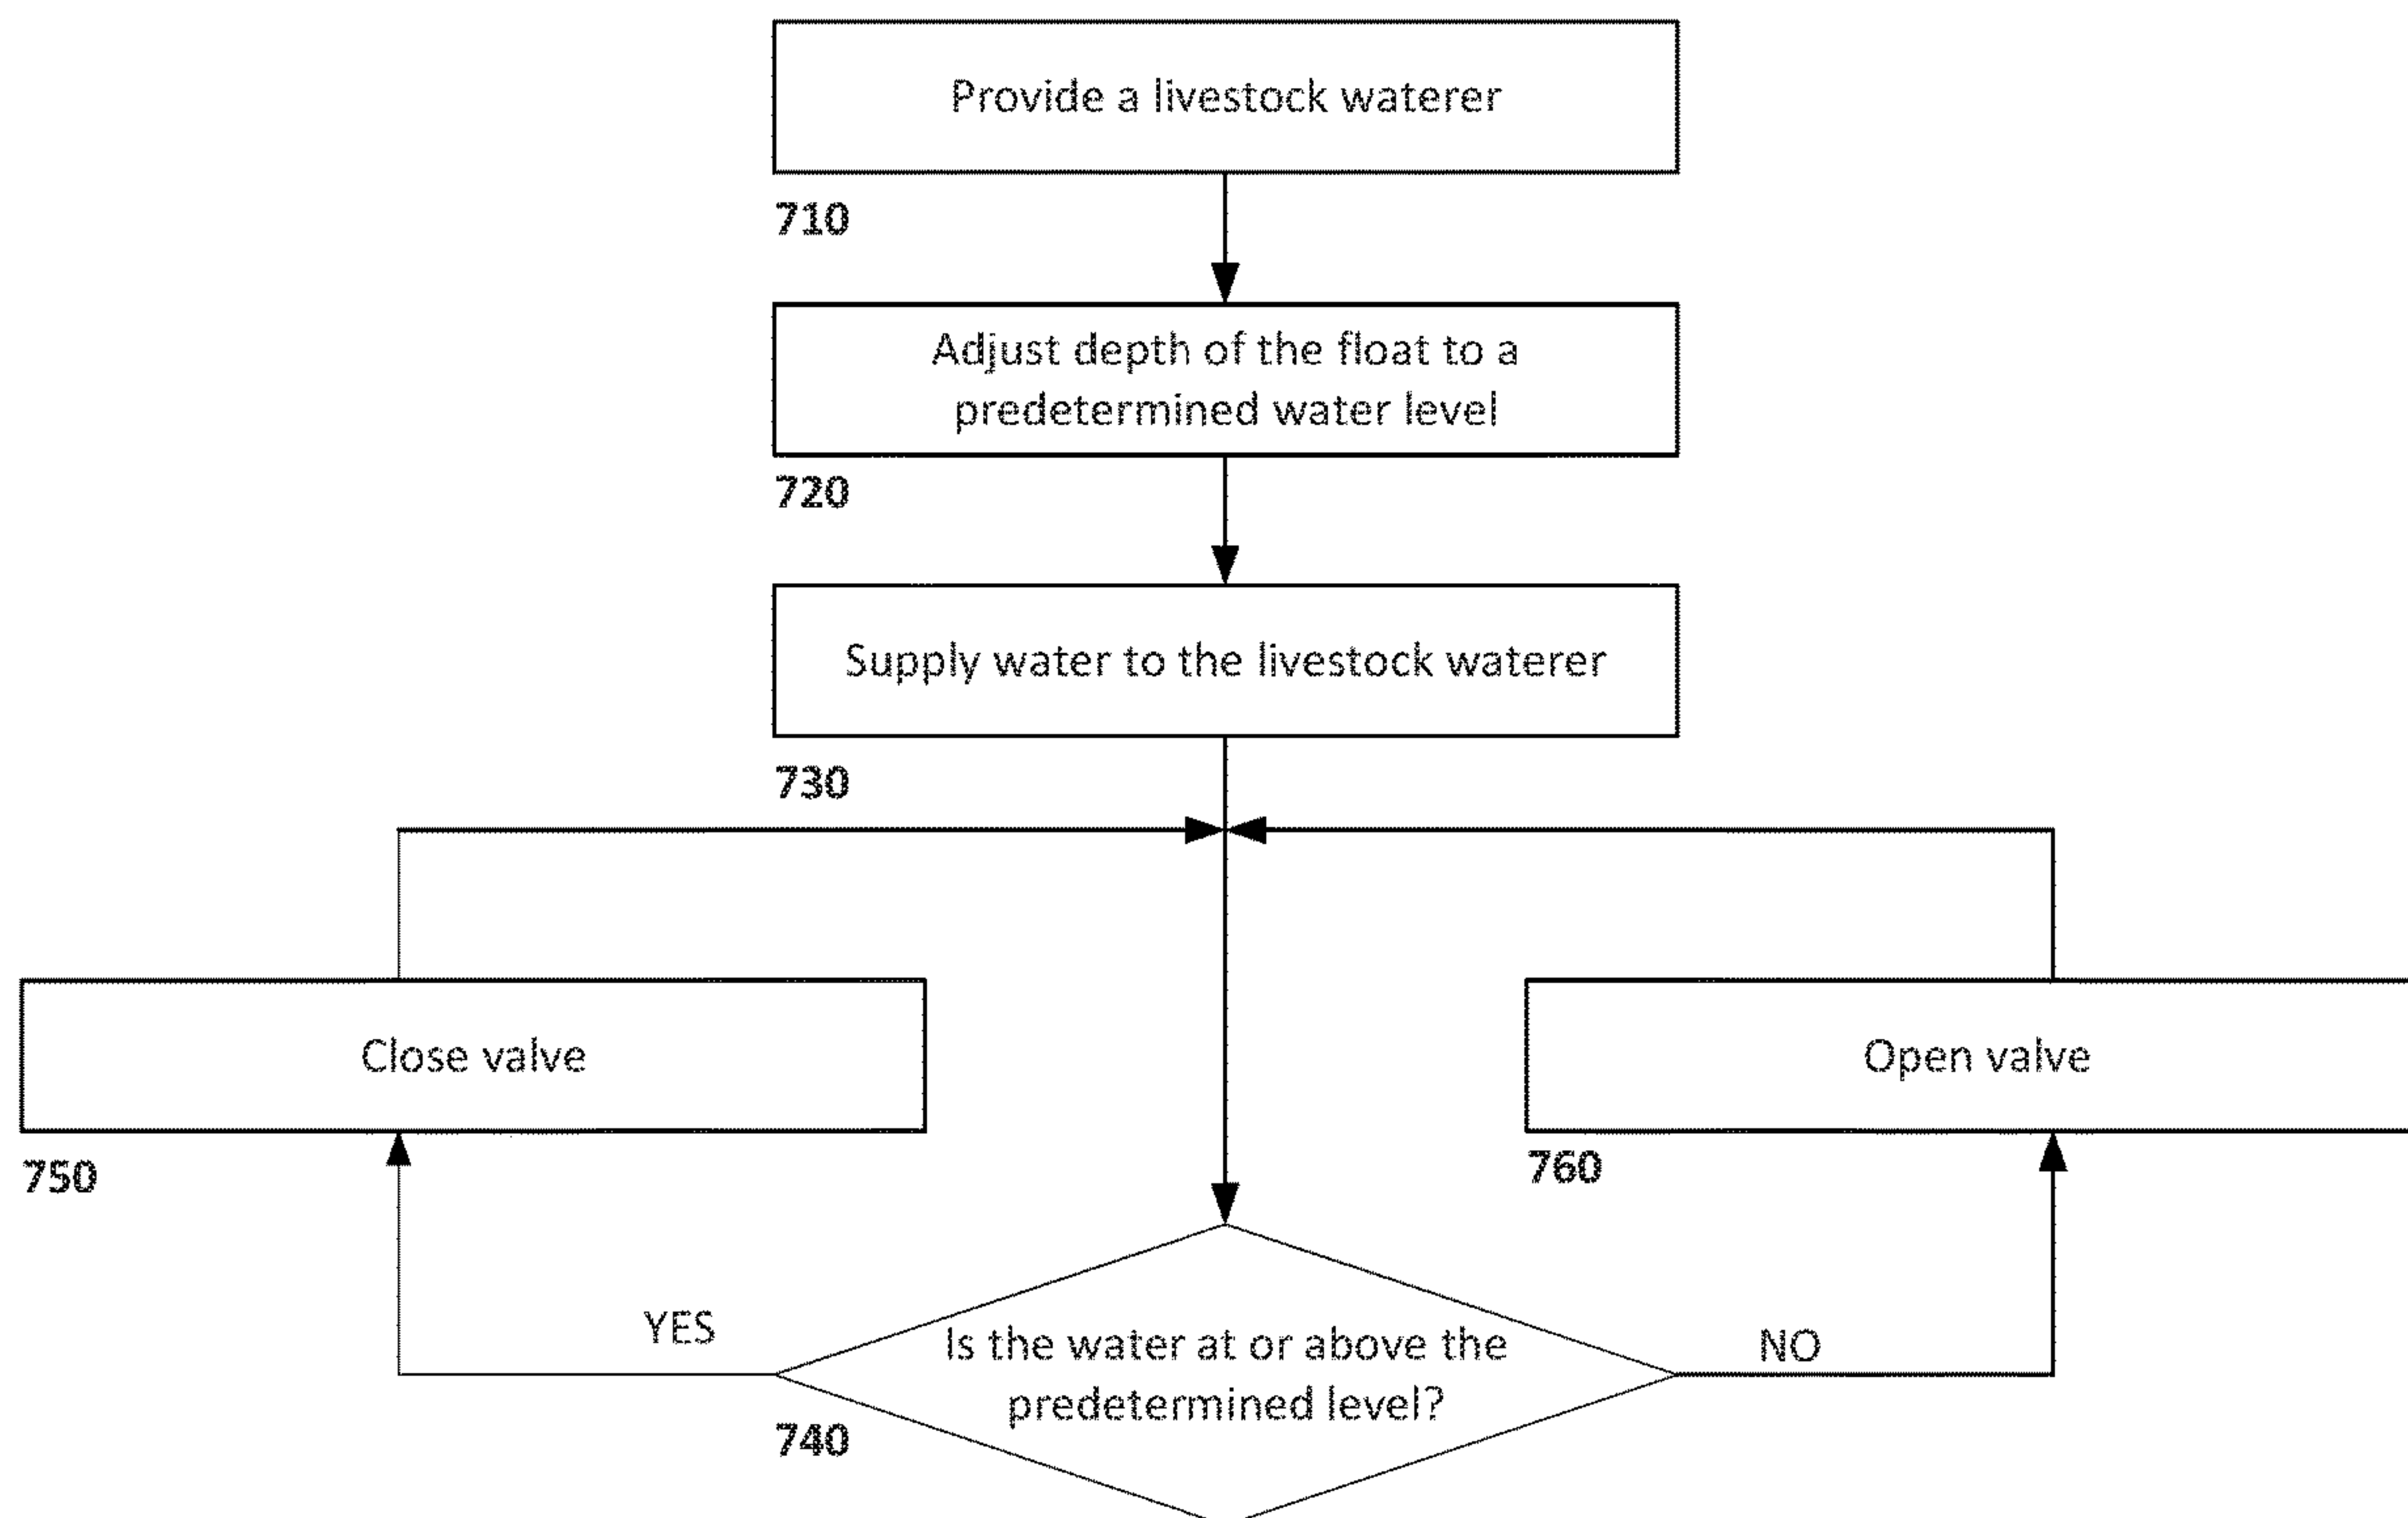 Provide a livestock waterer
710
Adjust depth of the float to a
predetermined water level
720
Supply water to the livestock waterer
730
Close valve
750
Open valve
760
YES
NO
Is the water at or above the
predetermined level?
740